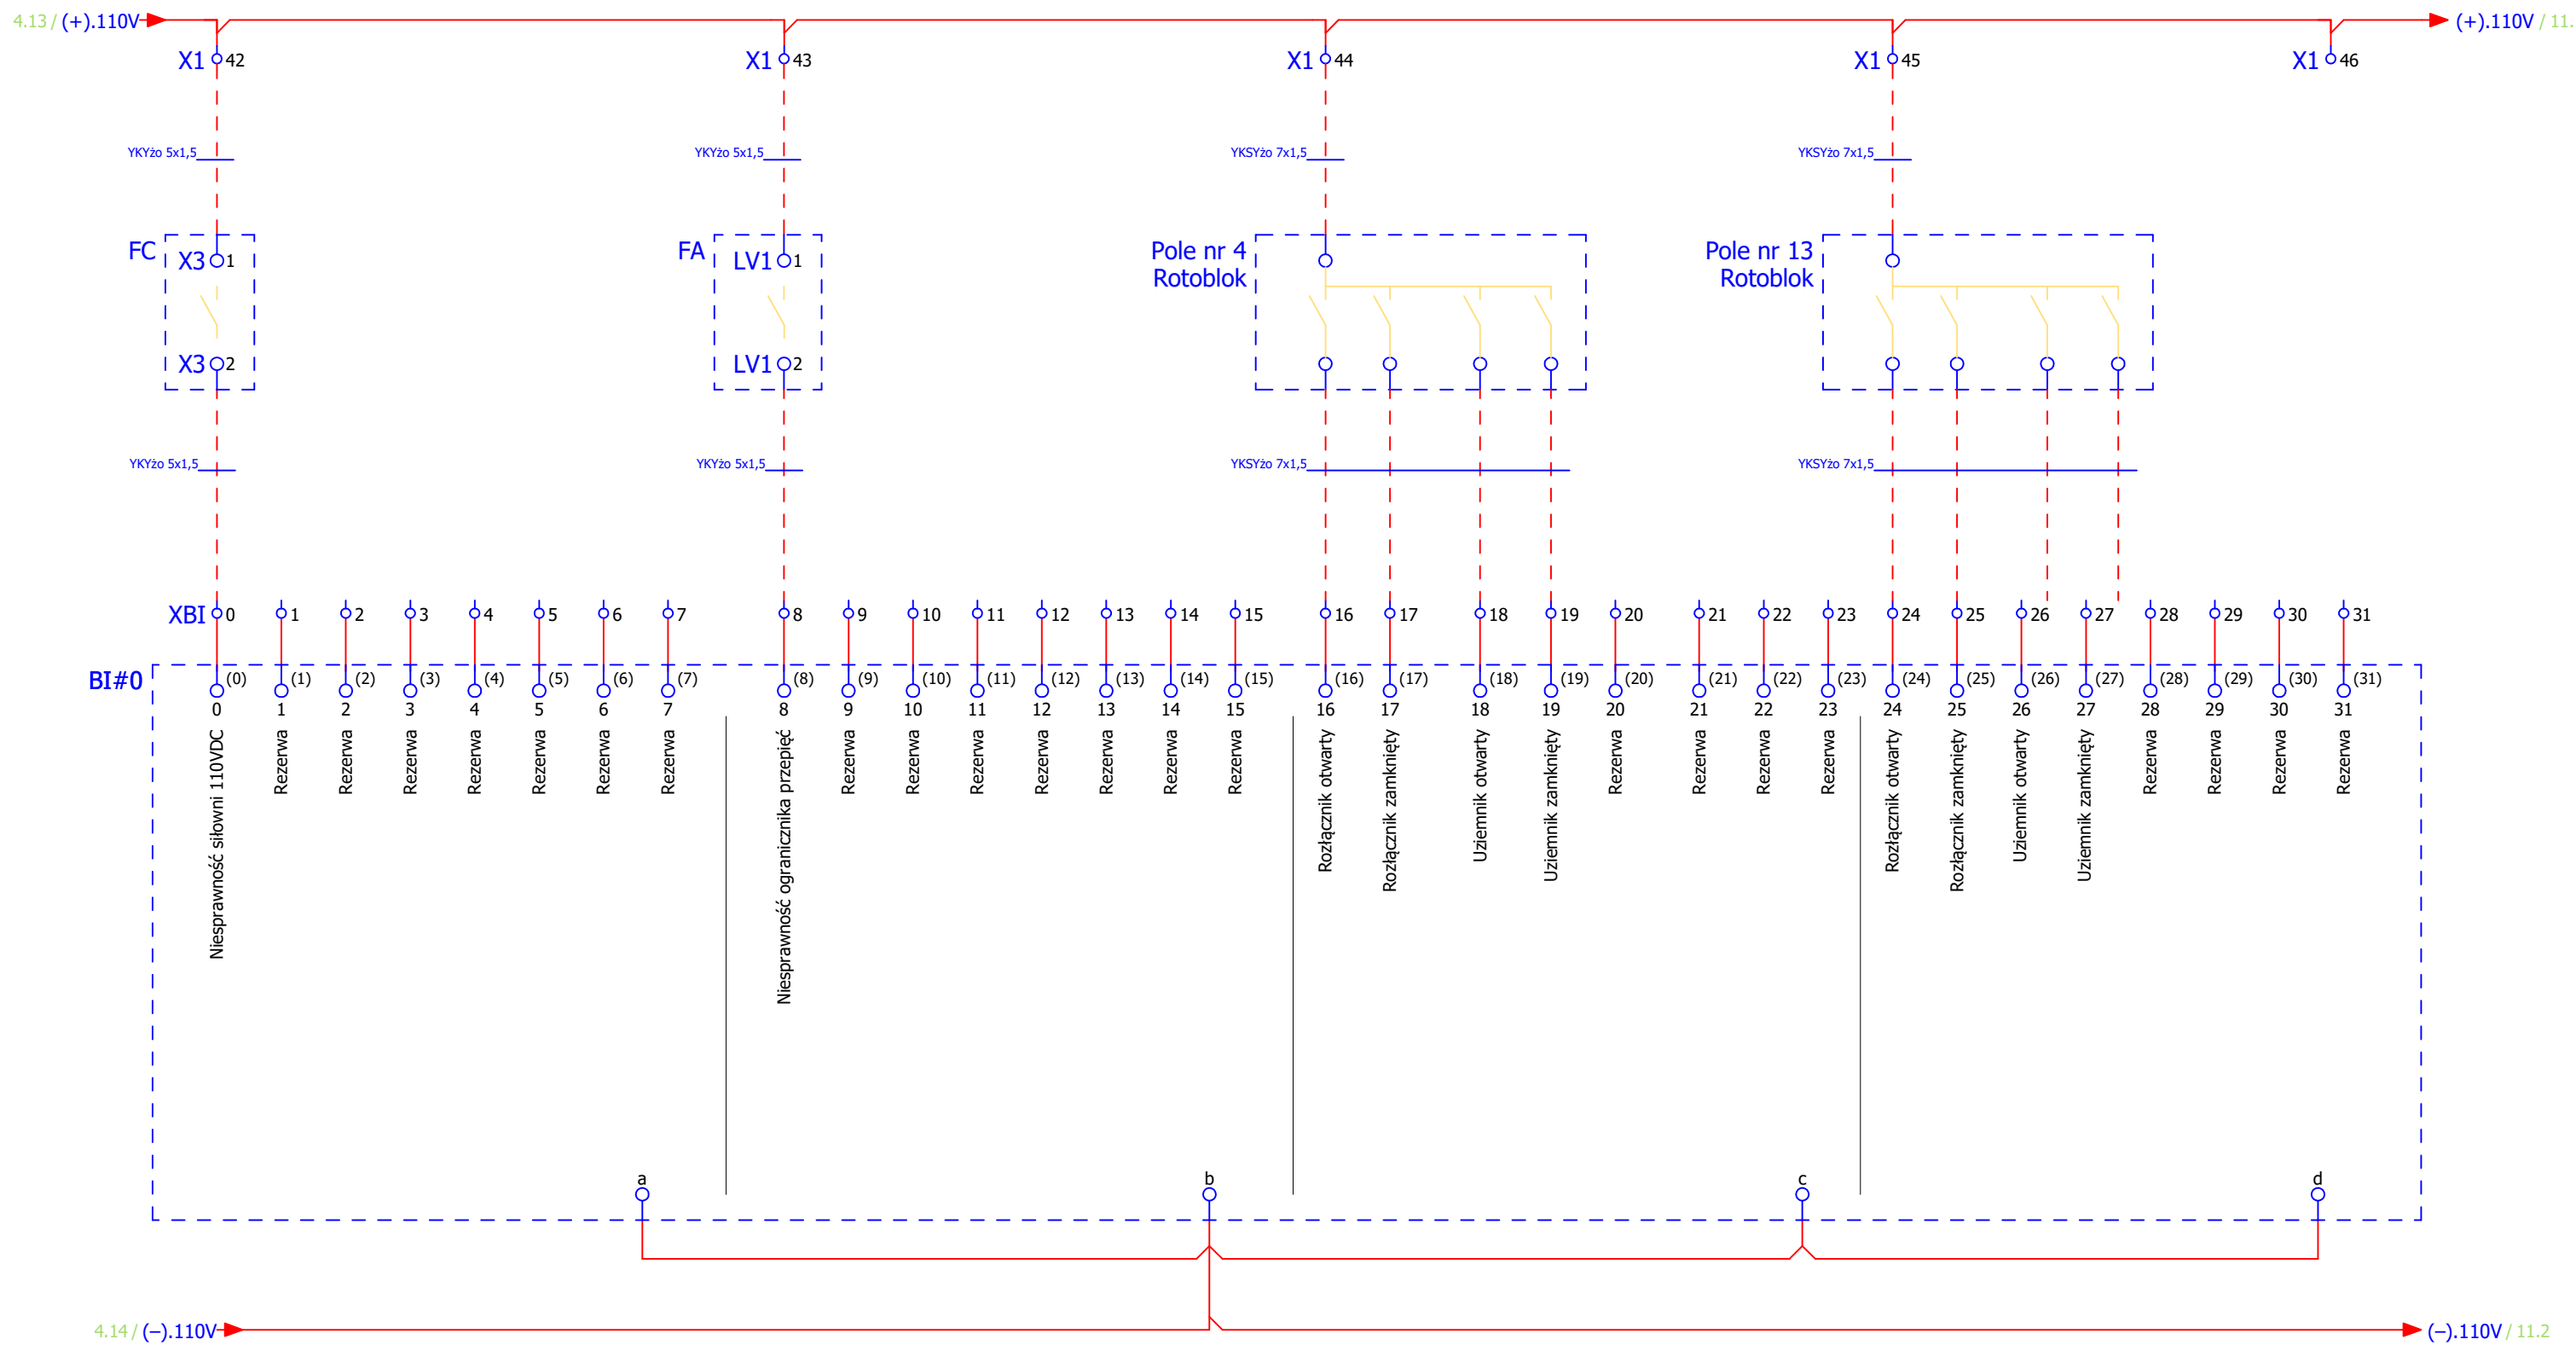 4.13 / (+).110V
(+).110V / 11.
X1 42
X1 43
X1 44
X1 45
X1 46
YKYżo 5x1,5
YKYżo 5x1,5
YKSYżo 7x1,5
YKSYżo 7x1,5
FC
X3 1
X3 2
FA
LV1 1
LV1 2
Pole nr 4
Rotoblok
Pole nr 13
Rotoblok
YKYżo 5x1,5
YKYżo 5x1,5
YKSYżo 7x1,5
YKSYżo 7x1,5
XBI 0 1 2 3 4 5 6 7 8 9 10 11 12 13 14 15 16 17 18 19 20 21 22 23 24 25 26 27 28 29 30 31
BI#0 (0) (1) (2) (3) (4) (5) (6) (7) (8) (9) (10) (11) (12) (13) (14) (15) (16) (17) (18) (19) (20) (21) (22) (23) (24) (25) (26) (27) (28) (29) (30) (31)
0 1 2 3 4 5 6 7 8 9 10 11 12 13 14 15 16 17 18 19 20 21 22 23 24 25 26 27 28 29 30 31
Niesprawność siłowni 110VDC
Rezerwa
Rezerwa
Rezerwa
Rezerwa
Rezerwa
Rezerwa
Rezerwa
Niesprawność ogranicznika przepięć
Rezerwa
Rezerwa
Rezerwa
Rezerwa
Rezerwa
Rezerwa
Rezerwa
Rozłącznik otwarty
Rozłącznik zamknięty
Uziemnik otwarty
Uziemnik zamknięty
Rezerwa
Rezerwa
Rezerwa
Rezerwa
Rozłącznik otwarty
Rozłącznik zamknięty
Uziemnik otwarty
Uziemnik zamknięty
Rezerwa
Rezerwa
Rezerwa
Rezerwa
a
b
c
d
4.14 / (−).110V
(−).110V / 11.2